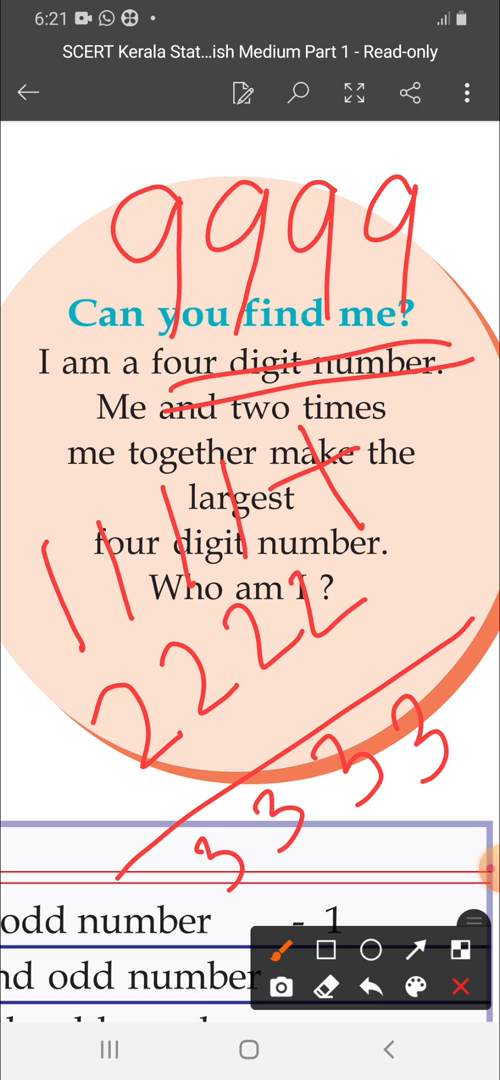 6:21
SCERT Kerala Stat...ish Medium Part 1 - Read-only
9999
Can you find me?
I am a four digit number.
Me and two times
me together make the
largest
four digit number.
Who am I ?
1111 +
2222
3333
odd number - 1
nd odd number